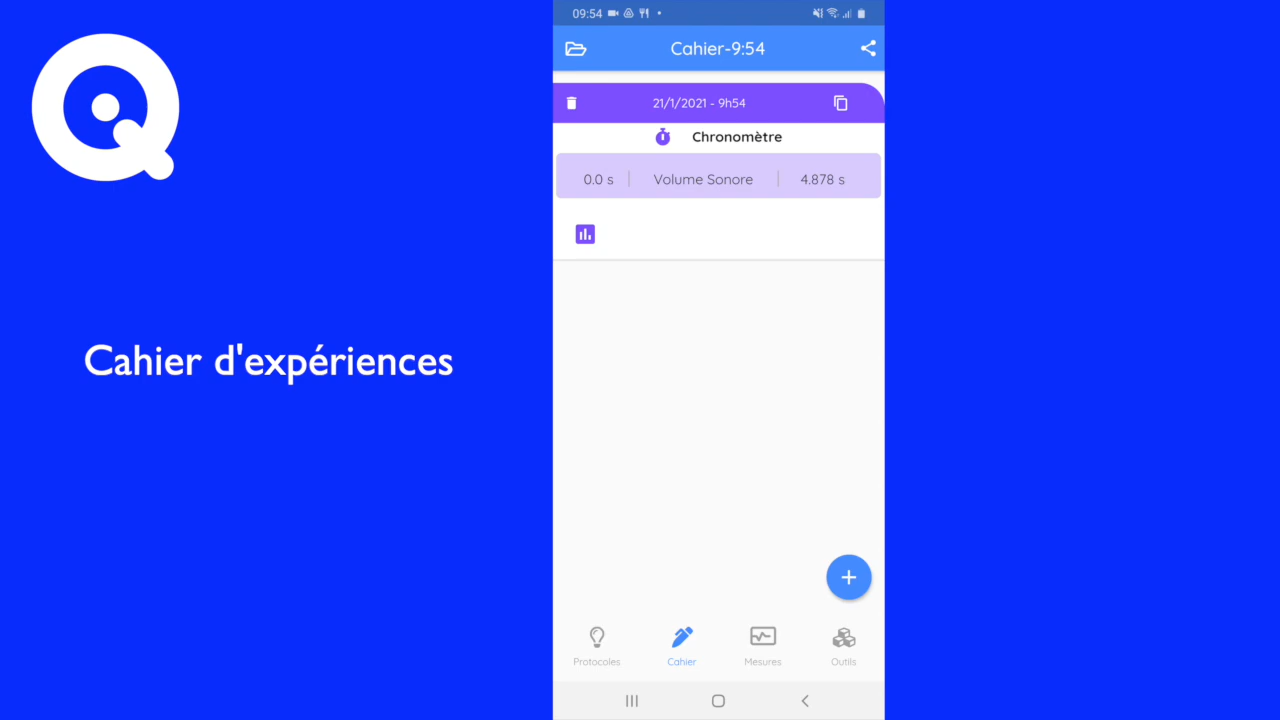 09:54
Cahier-9:54
21/1/2021 - 9h54
Chronomètre
0.0 s | Volume Sonore | 4.878 s
Cahier d'expériences
Protocoles Cahier Mesures Outils